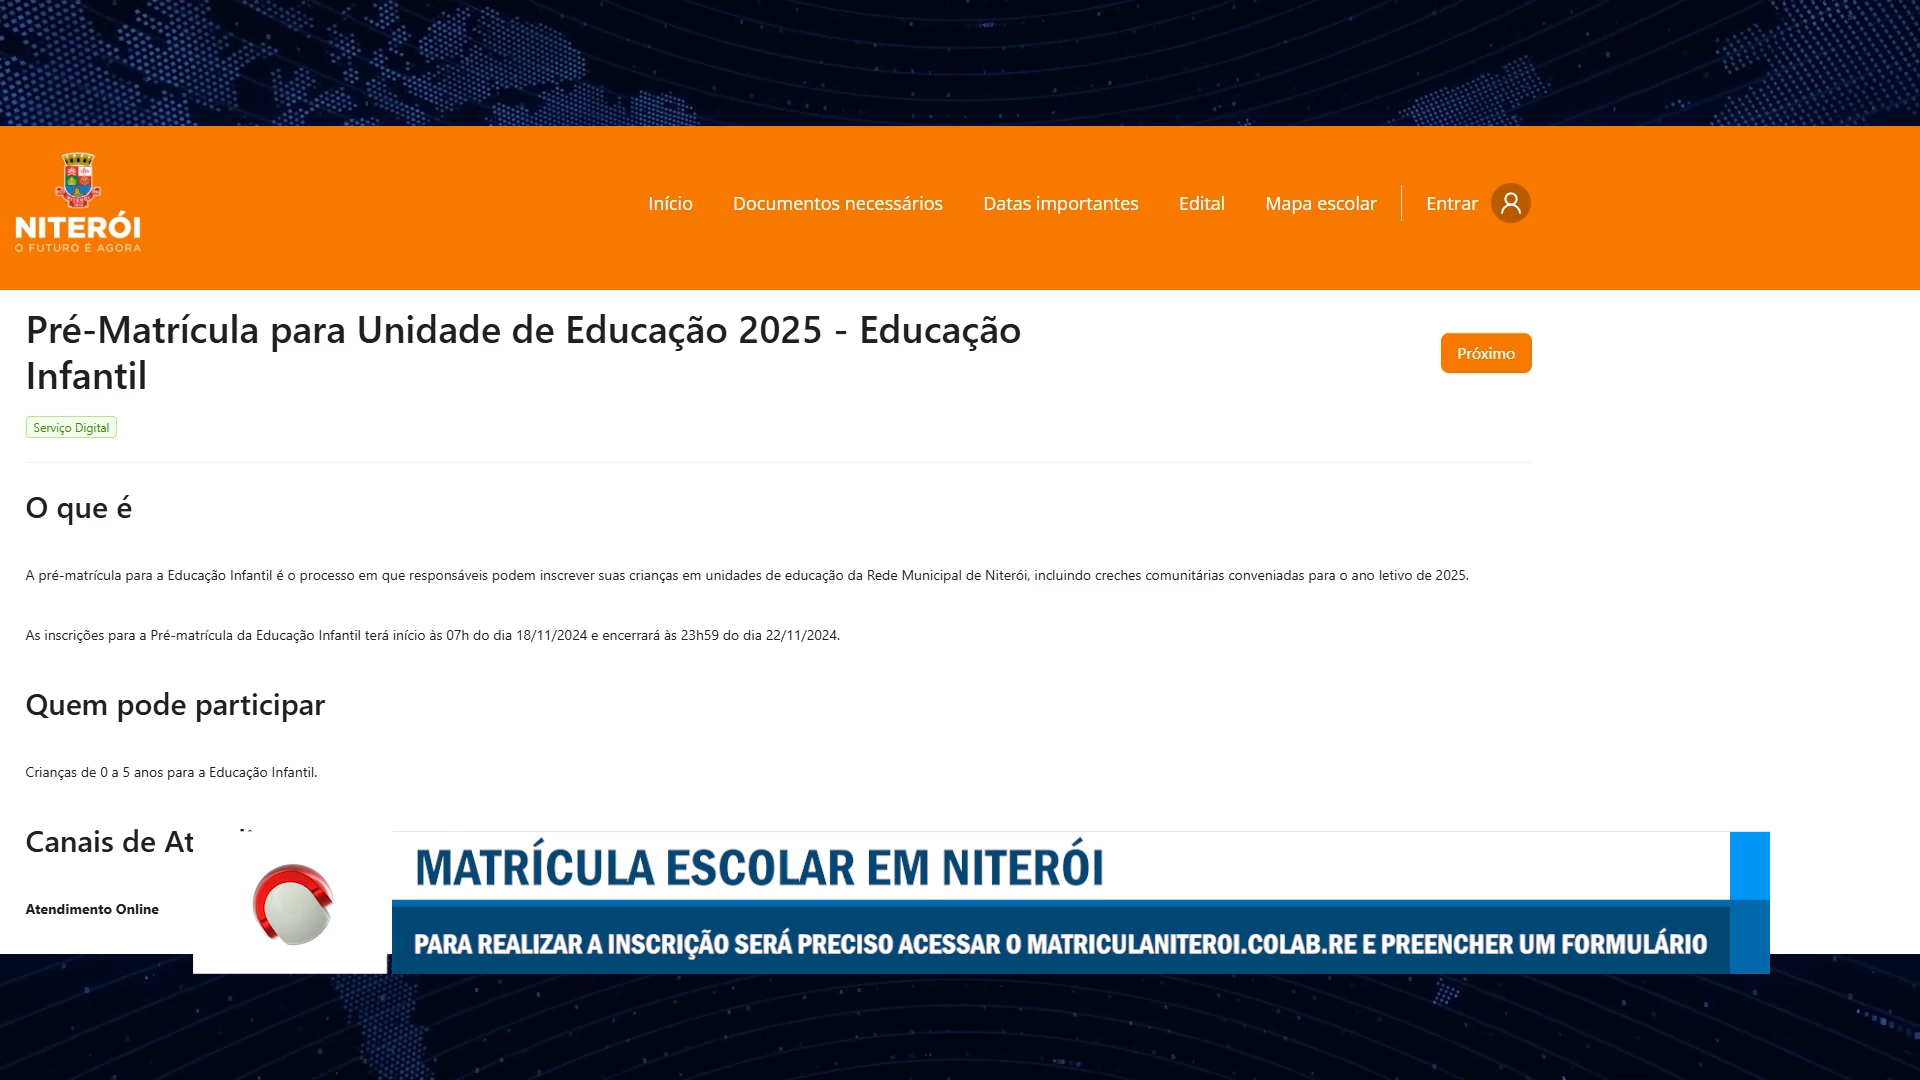 NITERÓI
O FUTURO É AGORA
Início
Documentos necessários
Datas importantes
Edital
Mapa escolar
Entrar
Pré-Matrícula para Unidade de Educação 2025 - Educação
Infantil
Próximo
Serviço Digital
O que é
A pré-matrícula para a Educação Infantil é o processo em que responsáveis podem inscrever suas crianças em unidades de educação da Rede Municipal de Niterói, incluindo creches comunitárias conveniadas para o ano letivo de 2025.
As inscrições para a Pré-matrícula da Educação Infantil terá início às 07h do dia 18/11/2024 e encerrará às 23h59 do dia 22/11/2024.
Quem pode participar
Crianças de 0 a 5 anos para a Educação Infantil.
Canais de At
Atendimento Online
MATRÍCULA ESCOLAR EM NITERÓI
PARA REALIZAR A INSCRIÇÃO SERÁ PRECISO ACESSAR O MATRICULANITEROI.COLAB.RE E PREENCHER UM FORMULÁRIO